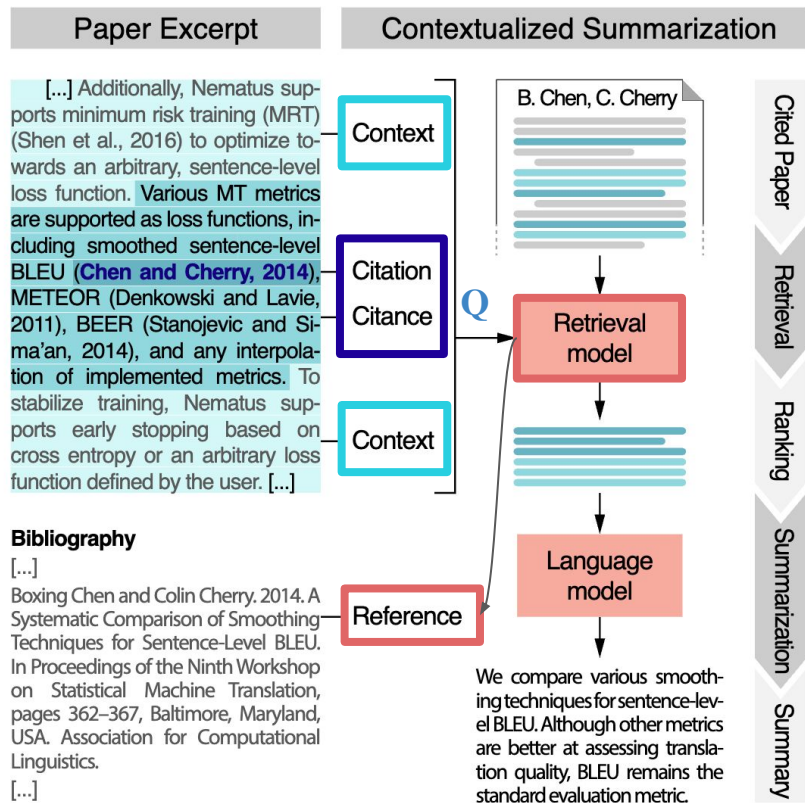 Paper Excerpt
Contextualized Summarization
[...] Additionally, Nematus sup-
ports minimum risk training (MRT)
(Shen et al., 2016) to optimize to-
wards an arbitrary, sentence-level
loss function. Various MT metrics
are supported as loss functions, in-
cluding smoothed sentence-level
BLEU (Chen and Cherry, 2014),
METEOR (Denkowski and Lavie,
2011), BEER (Stanojevic and Si-
ma'an, 2014), and any interpola-
tion of implemented metrics. To
stabilize training, Nematus sup-
ports early stopping based on
cross entropy or an arbitrary loss
function defined by the user. [...]
Bibliography
[...]
Boxing Chen and Colin Cherry. 2014. A
Systematic Comparison of Smoothing
Techniques for Sentence-Level BLEU.
In Proceedings of the Ninth Workshop
on Statistical Machine Translation,
pages 362–367, Baltimore, Maryland,
USA. Association for Computational
Linguistics.
[...]
Context
Citation
Citance
Context
Reference
Q
B. Chen, C. Cherry
Retrieval
model
Language
model
We compare various smooth-
ing techniques for sentence-lev-
el BLEU. Although other metrics
are better at assessing transla-
tion quality, BLEU remains the
standard evaluation metric.
Cited Paper
Retrieval
Ranking
Summarization
Summary